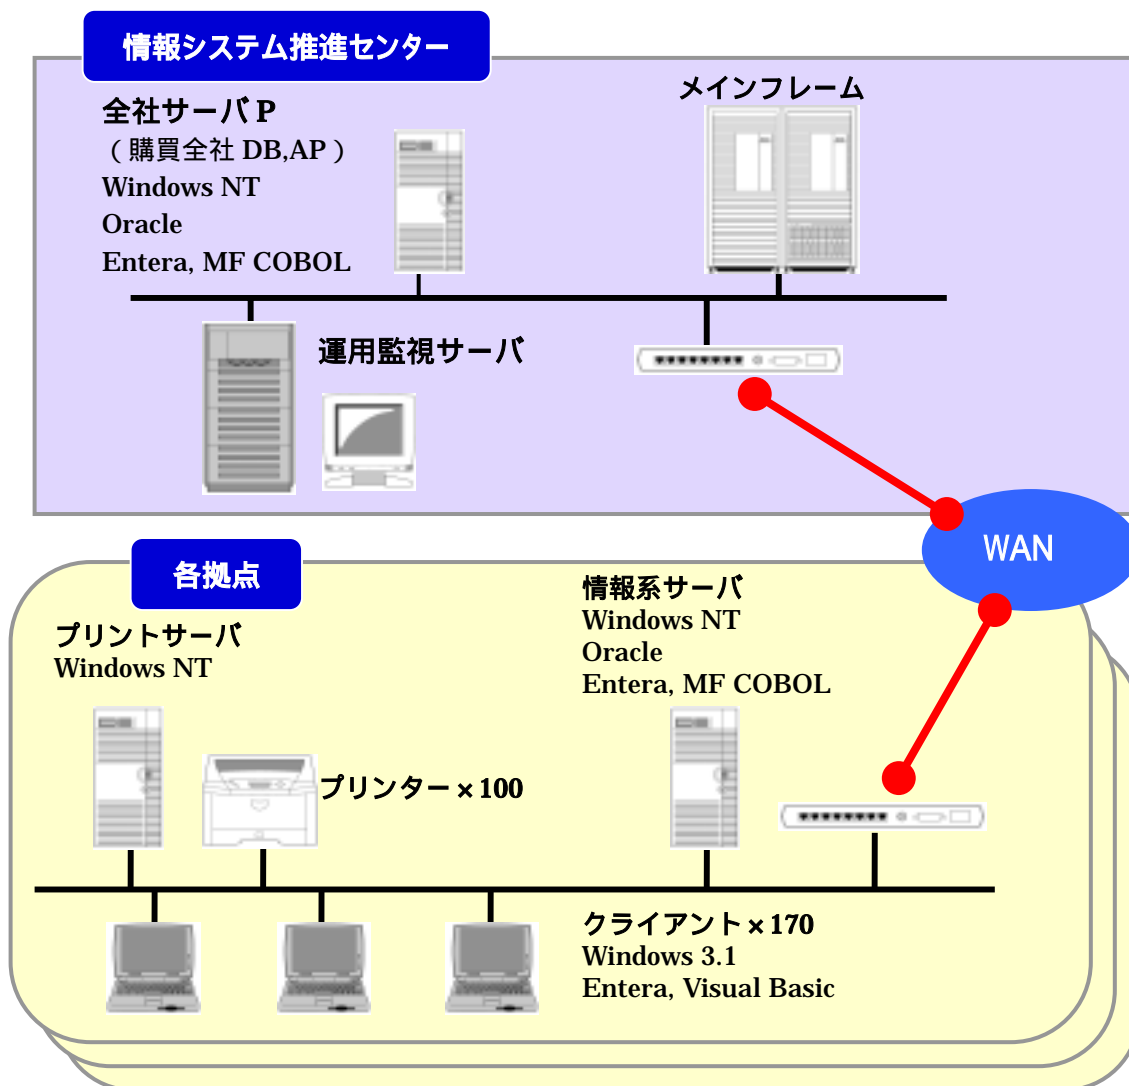 情報システム推進センター
全社サーバ P
（購買全社 DB,AP）
Windows NT
Oracle
Entera, MF COBOL
メインフレーム
運用監視サーバ
WAN
各拠点
プリントサーバ
Windows NT
情報系サーバ
Windows NT
Oracle
Entera, MF COBOL
プリンター×100
クライアント×170
Windows 3.1
Entera, Visual Basic